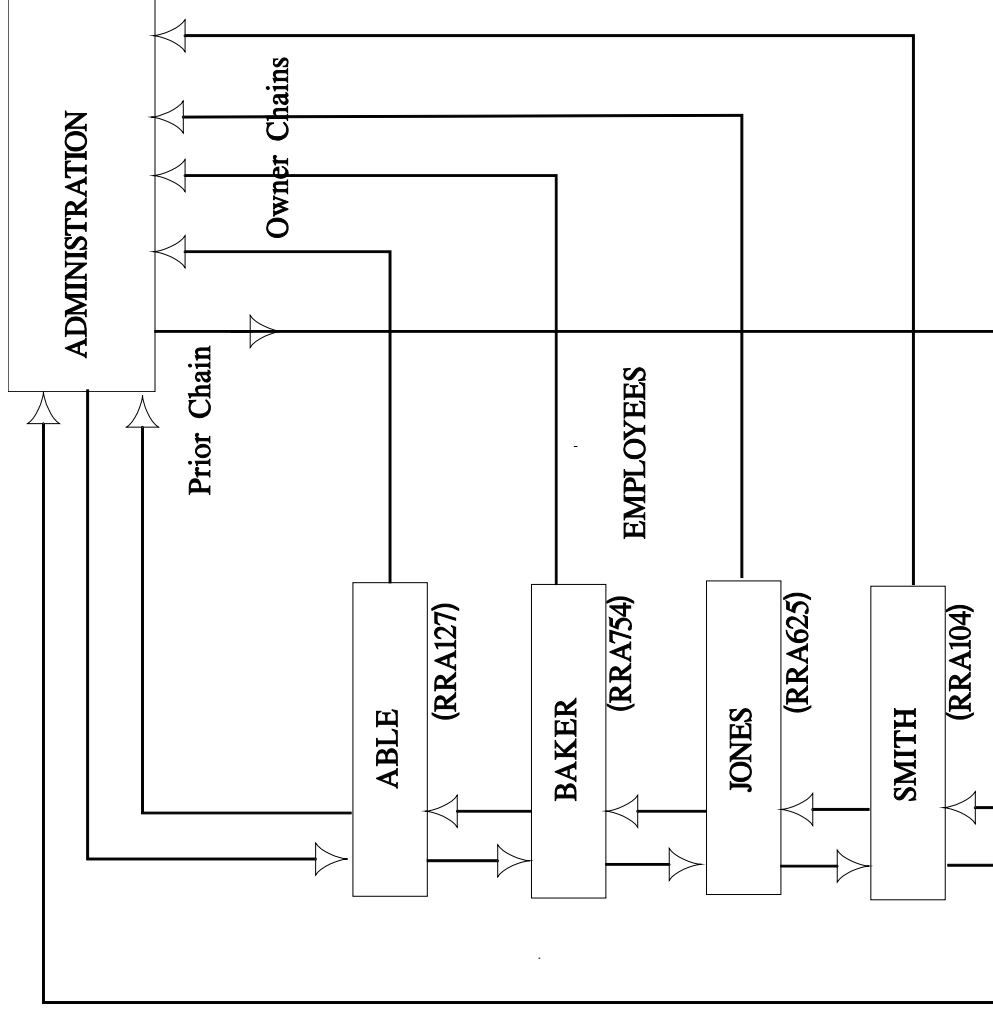 ADMINISTRATION
Prior Chain
Owner Chains
EMPLOYEES
ABLE
(RRA127)
BAKER
(RRA754)
JONES
(RRA625)
SMITH
(RRA104)